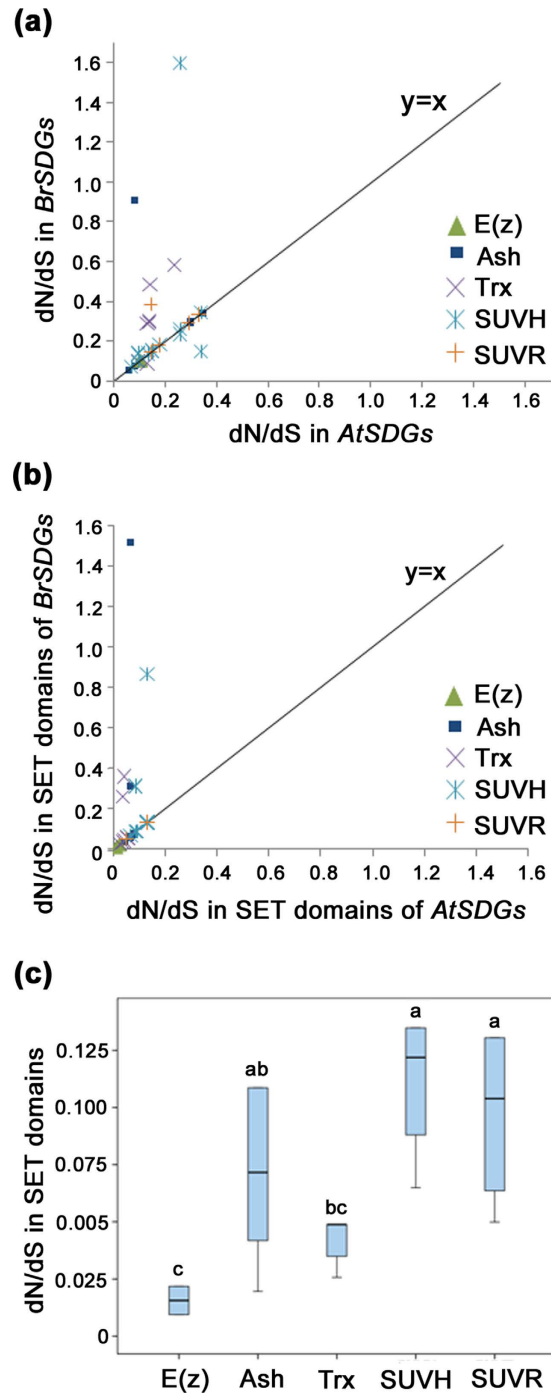 (a)
dN/dS in BrSDGs
1.6
1.4
1.2
1.0
0.8
0.6
0.4
0.2
0
y=x
E(z)
Ash
Trx
SUVH
SUVR
0 0.2 0.4 0.6 0.8 1.0 1.2 1.4 1.6
dN/dS in AtSDGs
(b)
dN/dS in SET domains of BrSDGs
1.6
1.4
1.2
1.0
0.8
0.6
0.4
0.2
0
y=x
E(z)
Ash
Trx
SUVH
SUVR
0 0.2 0.4 0.6 0.8 1.0 1.2 1.4 1.6
dN/dS in SET domains of AtSDGs
(c)
dN/dS in SET domains
0.125
0.100
0.075
0.005
0.025
0
c
ab
bc
a
a
E(z) Ash Trx SUVH SUVR